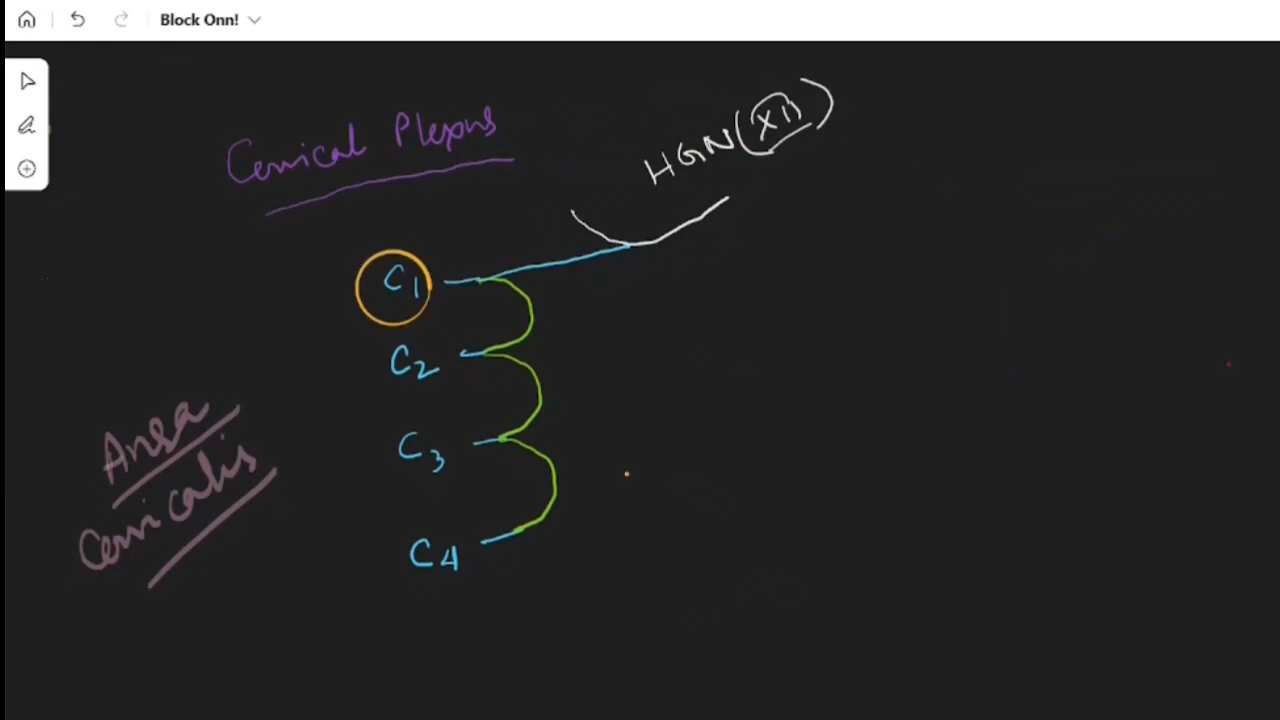 Block Onn!
Cervical Plexus
HGN (XII)
C1
C2
C3
C4
Ansa
Cervicalis